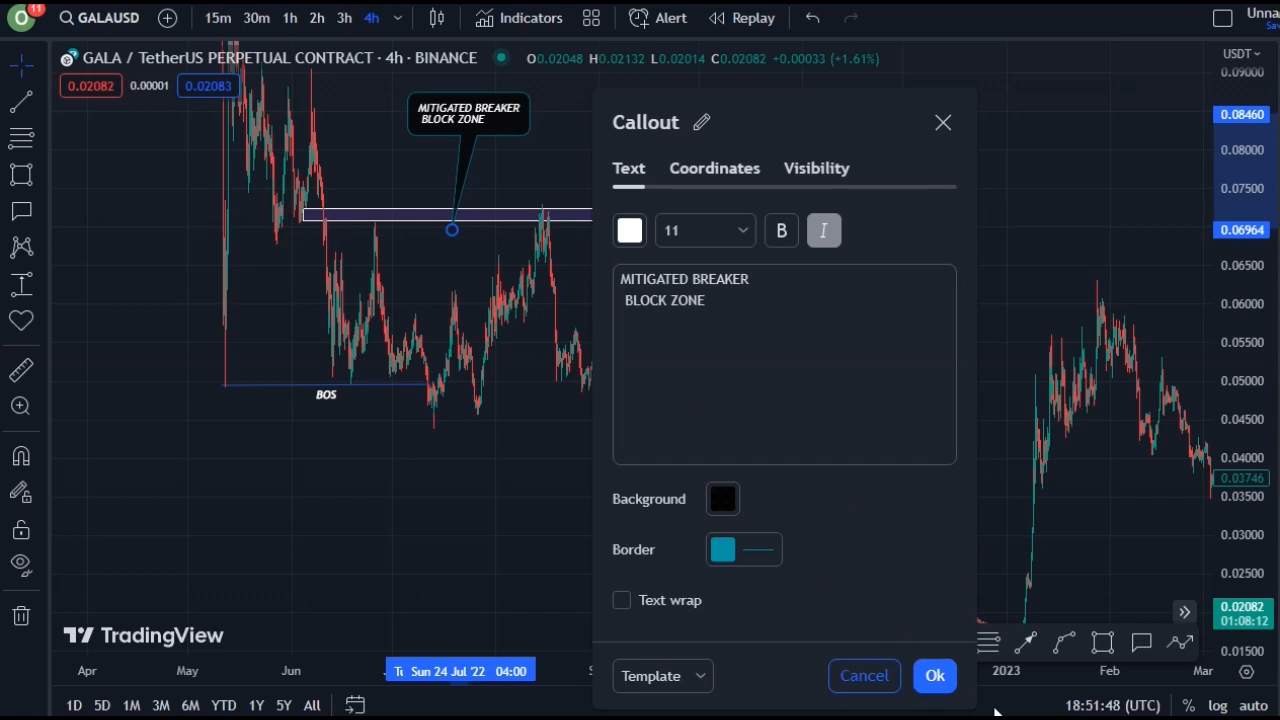 O
11
GALAUSD
15m 30m 1h 2h 3h 4h
Indicators
Alert
Replay
Unna
Sav
GALA / TetherUS PERPETUAL CONTRACT · 4h · BINANCE
O0.02048 H0.02132 L0.02014 C0.02082 +0.00033 (+1.61%)
USDT
0.02082 0.00001 0.02083
MITIGATED BREAKER
BLOCK ZONE
BOS
Callout
Text Coordinates Visibility
11 B I
MITIGATED BREAKER
BLOCK ZONE
Background
Border
Text wrap
Template Cancel Ok
0.09000
0.08460
0.08000
0.07500
0.06964
0.06500
0.06000
0.05500
0.05000
0.04500
0.04000
0.03746
0.03500
0.03000
0.02500
0.02082
01:08:12
0.01500
TradingView
Apr May Jun Sun 24 Jul '22 04:00 2023 Feb Mar
1D 5D 1M 3M 6M YTD 1Y 5Y All
18:51:48 (UTC) % log auto